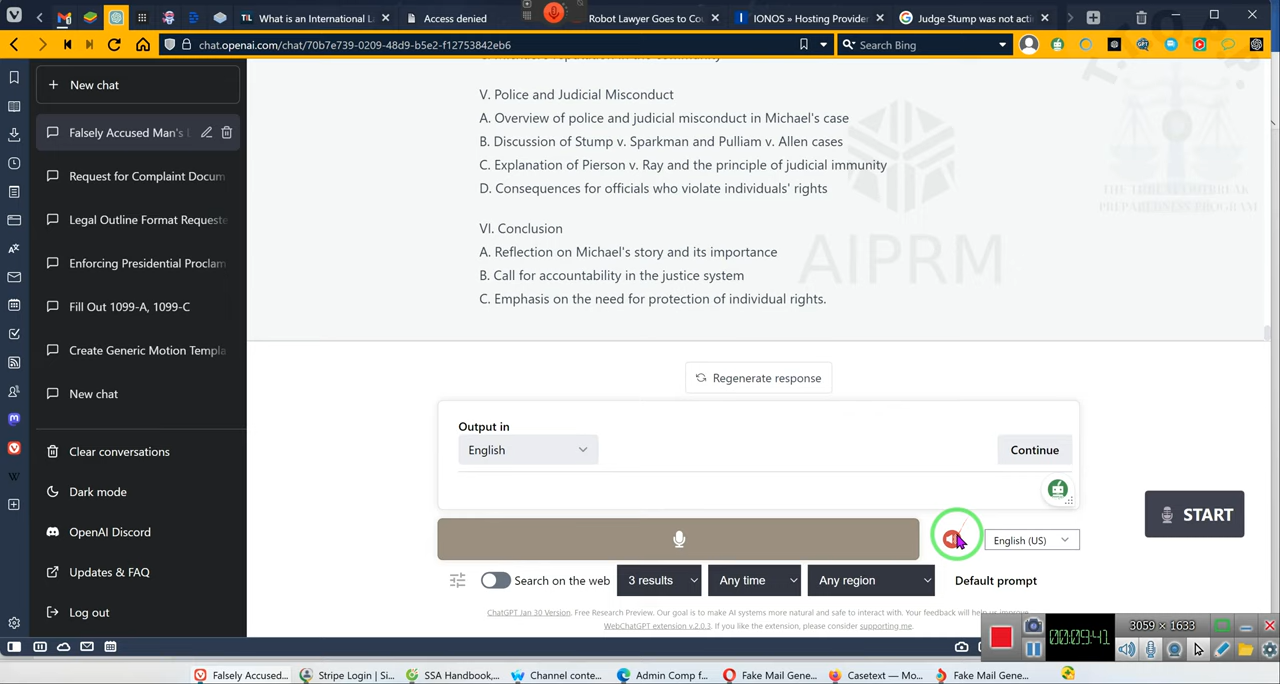 What is an International L
Access denied
Robot Lawyer Goes to Co
IONOS » Hosting Provider
Judge Stump was not acti
chat.openai.com/chat/70b7e739-0209-48d9-b5e2-f12753842eb6
Search Bing
New chat
Falsely Accused Man's L
Request for Complaint Docum
Legal Outline Format Requeste
Enforcing Presidential Proclam
Fill Out 1099-A, 1099-C
Create Generic Motion Templa
New chat
Clear conversations
Dark mode
OpenAI Discord
Updates & FAQ
Log out
V. Police and Judicial Misconduct
A. Overview of police and judicial misconduct in Michael's case
B. Discussion of Stump v. Sparkman and Pulliam v. Allen cases
C. Explanation of Pierson v. Ray and the principle of judicial immunity
D. Consequences for officials who violate individuals' rights
VI. Conclusion
A. Reflection on Michael's story and its importance
B. Call for accountability in the justice system
C. Emphasis on the need for protection of individual rights.
AIPRM
PREPAREDNESS PROGRAM
Regenerate response
Output in
English
Continue
START
English (US)
Search on the web
3 results
Any time
Any region
Default prompt
ChatGPT Jan 30 Version. Free Research Preview. Our goal is to make AI systems more natural and safe to interact with. Your feedback will help us improve.
WebChatGPT extension v.2.0.3. If you like the extension, please consider supporting me.
00:09:41
3059 × 1633
Falsely Accused...
Stripe Login | Si...
SSA Handbook,...
Channel conte...
Admin Comp f...
Fake Mail Gene...
Casetext — Mo...
Fake Mail Gene...